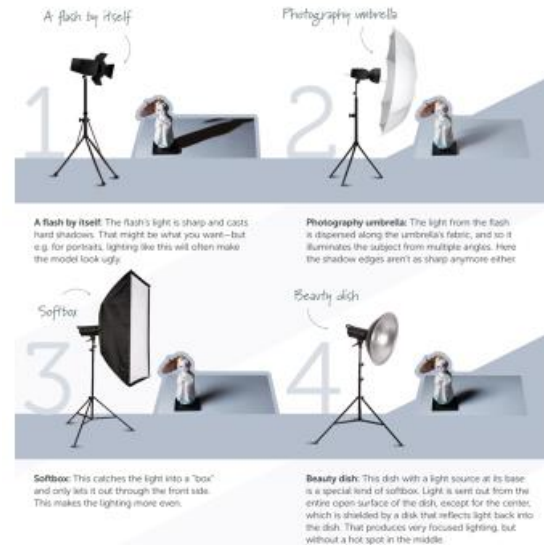 A flash by itself
1
A flash by itself: The flash's light is sharp and casts
hard shadows. That might be what you want—but
e.g. for portraits, lighting like this will often make
the model look ugly.
Photography umbrella
2
Photography umbrella: The light from the flash
is dispersed along the umbrella's fabric, and so it
illuminates the subject from multiple angles. Here
the shadow edges aren't as sharp anymore either.
Softbox
3
Softbox: This catches the light into a "box"
and only lets it out through the front side.
This makes the lighting more even.
Beauty dish
4
Beauty dish: This dish with a light source at its base
is a special kind of softbox. Light is sent out from the
entire open surface of the dish, except for the center,
which is shielded by a disk that reflects light back into
the dish. That produces very focused lighting, but
without a hot spot in the middle.